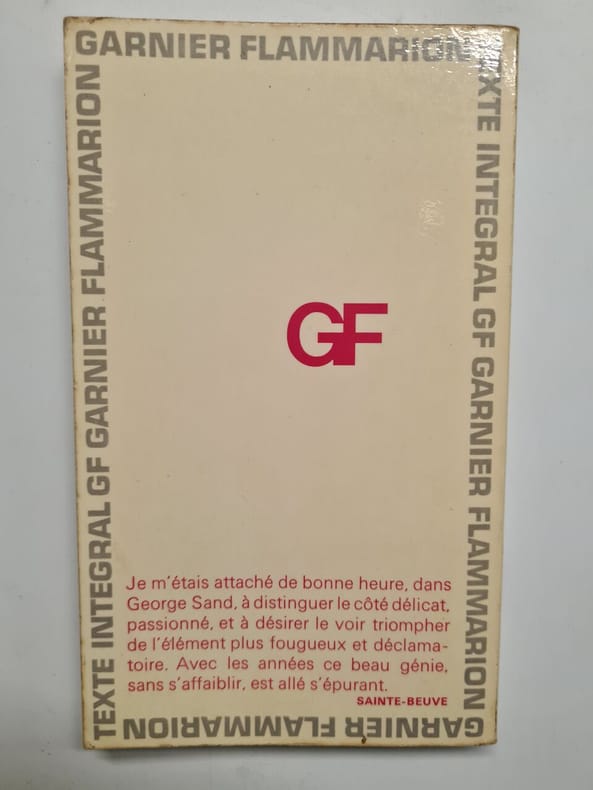 GARNIER FLAMMARION
TEXTE INTEGRAL GF GARNIER FLAMMARION
GARNIER FLAMMARION
TEXTE INTEGRAL GF GARNIER FLAMMARION
GF
Je m'étais attaché de bonne heure, dans
George Sand, à distinguer le côté délicat,
passionné, et à désirer le voir triompher
de l'élément plus fougueux et déclama-
toire. Avec les années ce beau génie,
sans s'affaiblir, est allé s'épurant.
SAINTE-BEUVE